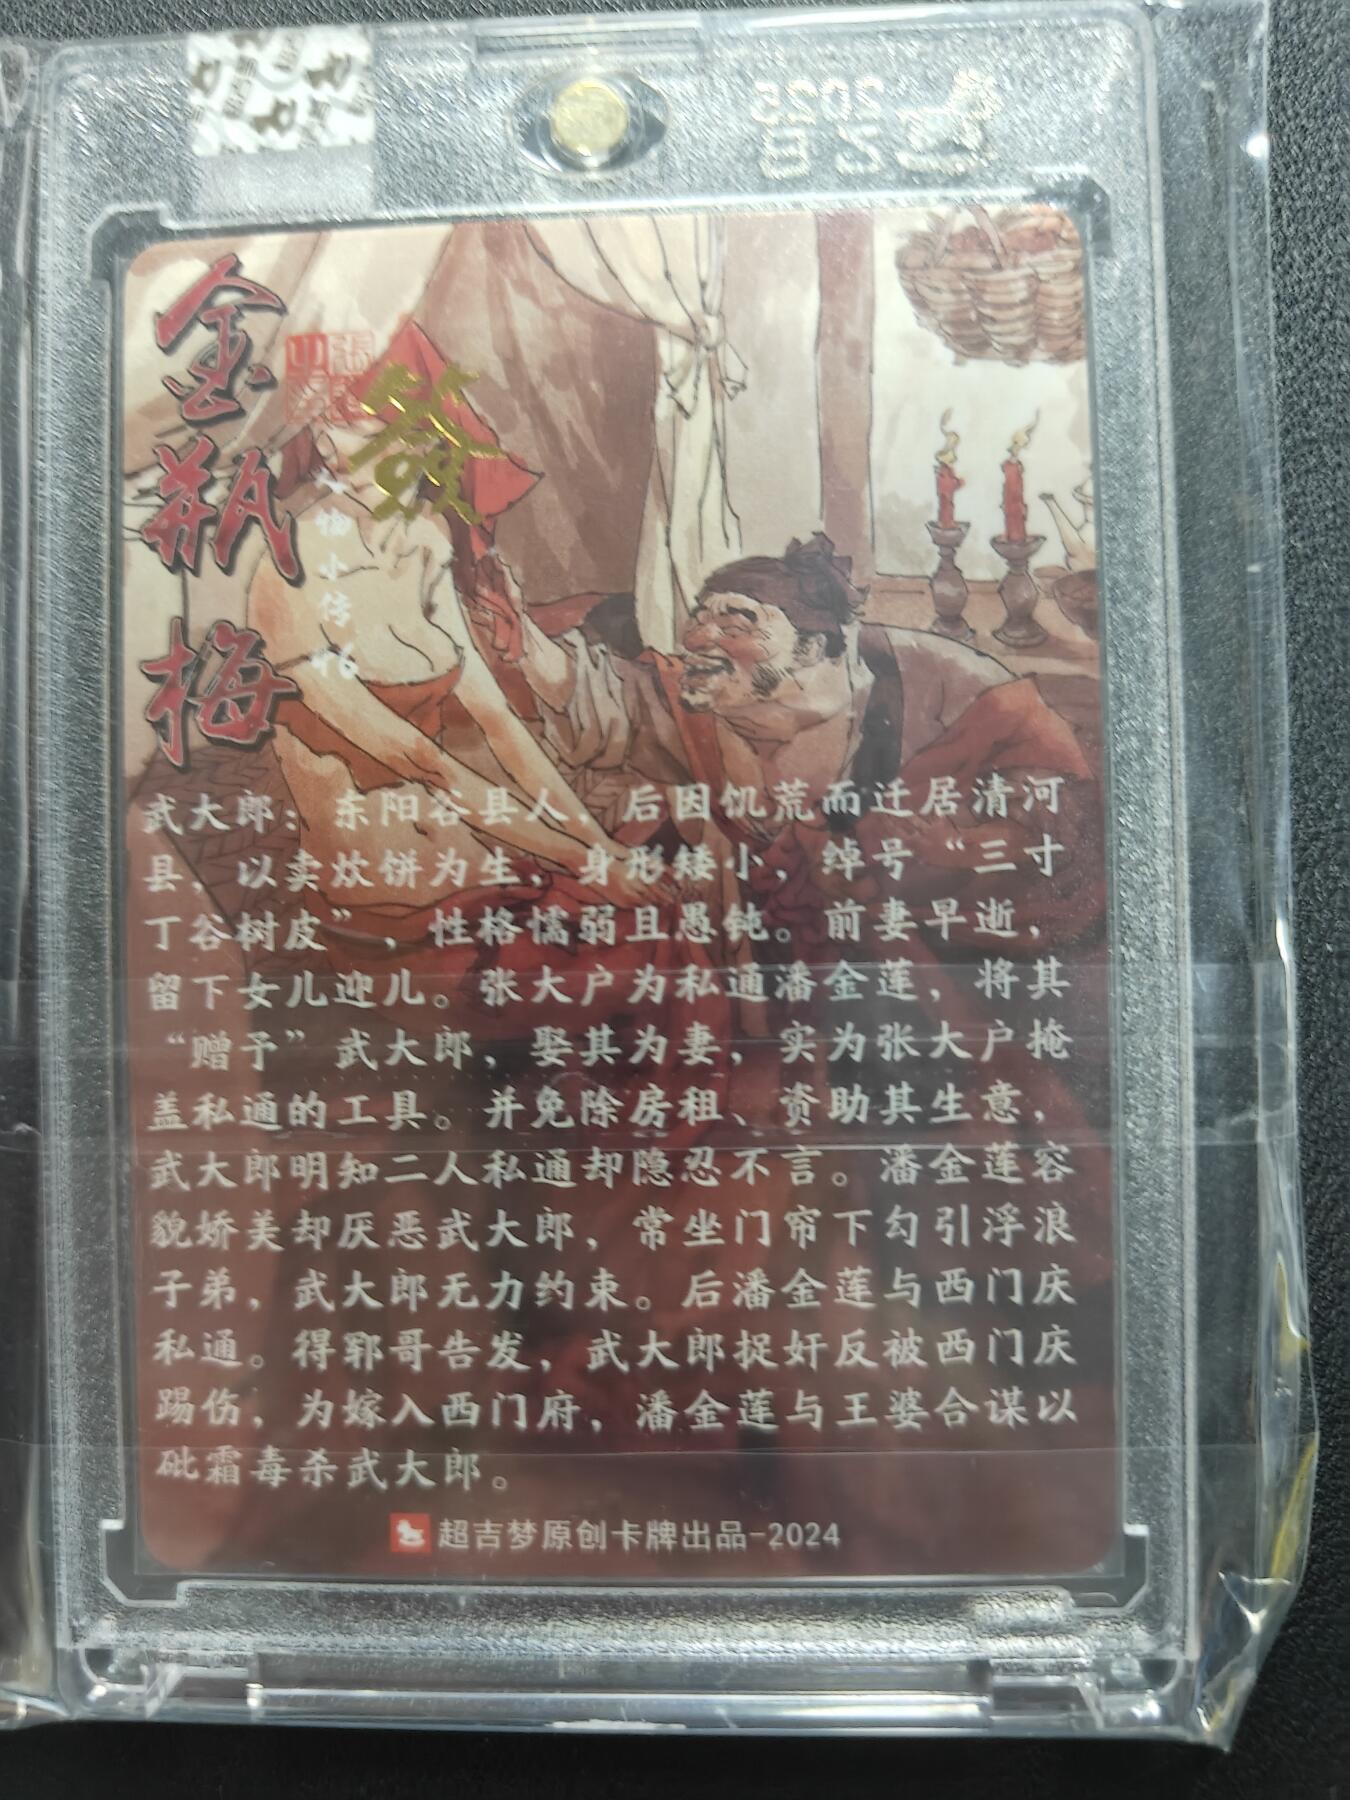 2025
金瓶梅
發
人物小传46
武大郎：东阳谷县人，后因饥荒而迁居清河
县，以卖炊饼为生，身形矮小，绰号“三寸
丁谷树皮”，性格懦弱且愚钝。前妻早逝，
留下女儿迎儿。张大户为私通潘金莲，将其
“赠予”武大郎，娶其为妻，实为张大户掩
盖私通的工具。并免除房租、资助其生意，
武大郎明知二人私通却隐忍不言。潘金莲容
貌娇美却厌恶武大郎，常坐门帘下勾引浮浪
子弟，武大郎无力约束。后潘金莲与西门庆
私通。得郓哥告发，武大郎捉奸反被西门庆
踢伤，为嫁入西门府，潘金莲与王婆合谋以
砒霜毒杀武大郎。
超吉梦原创卡牌出品-2024